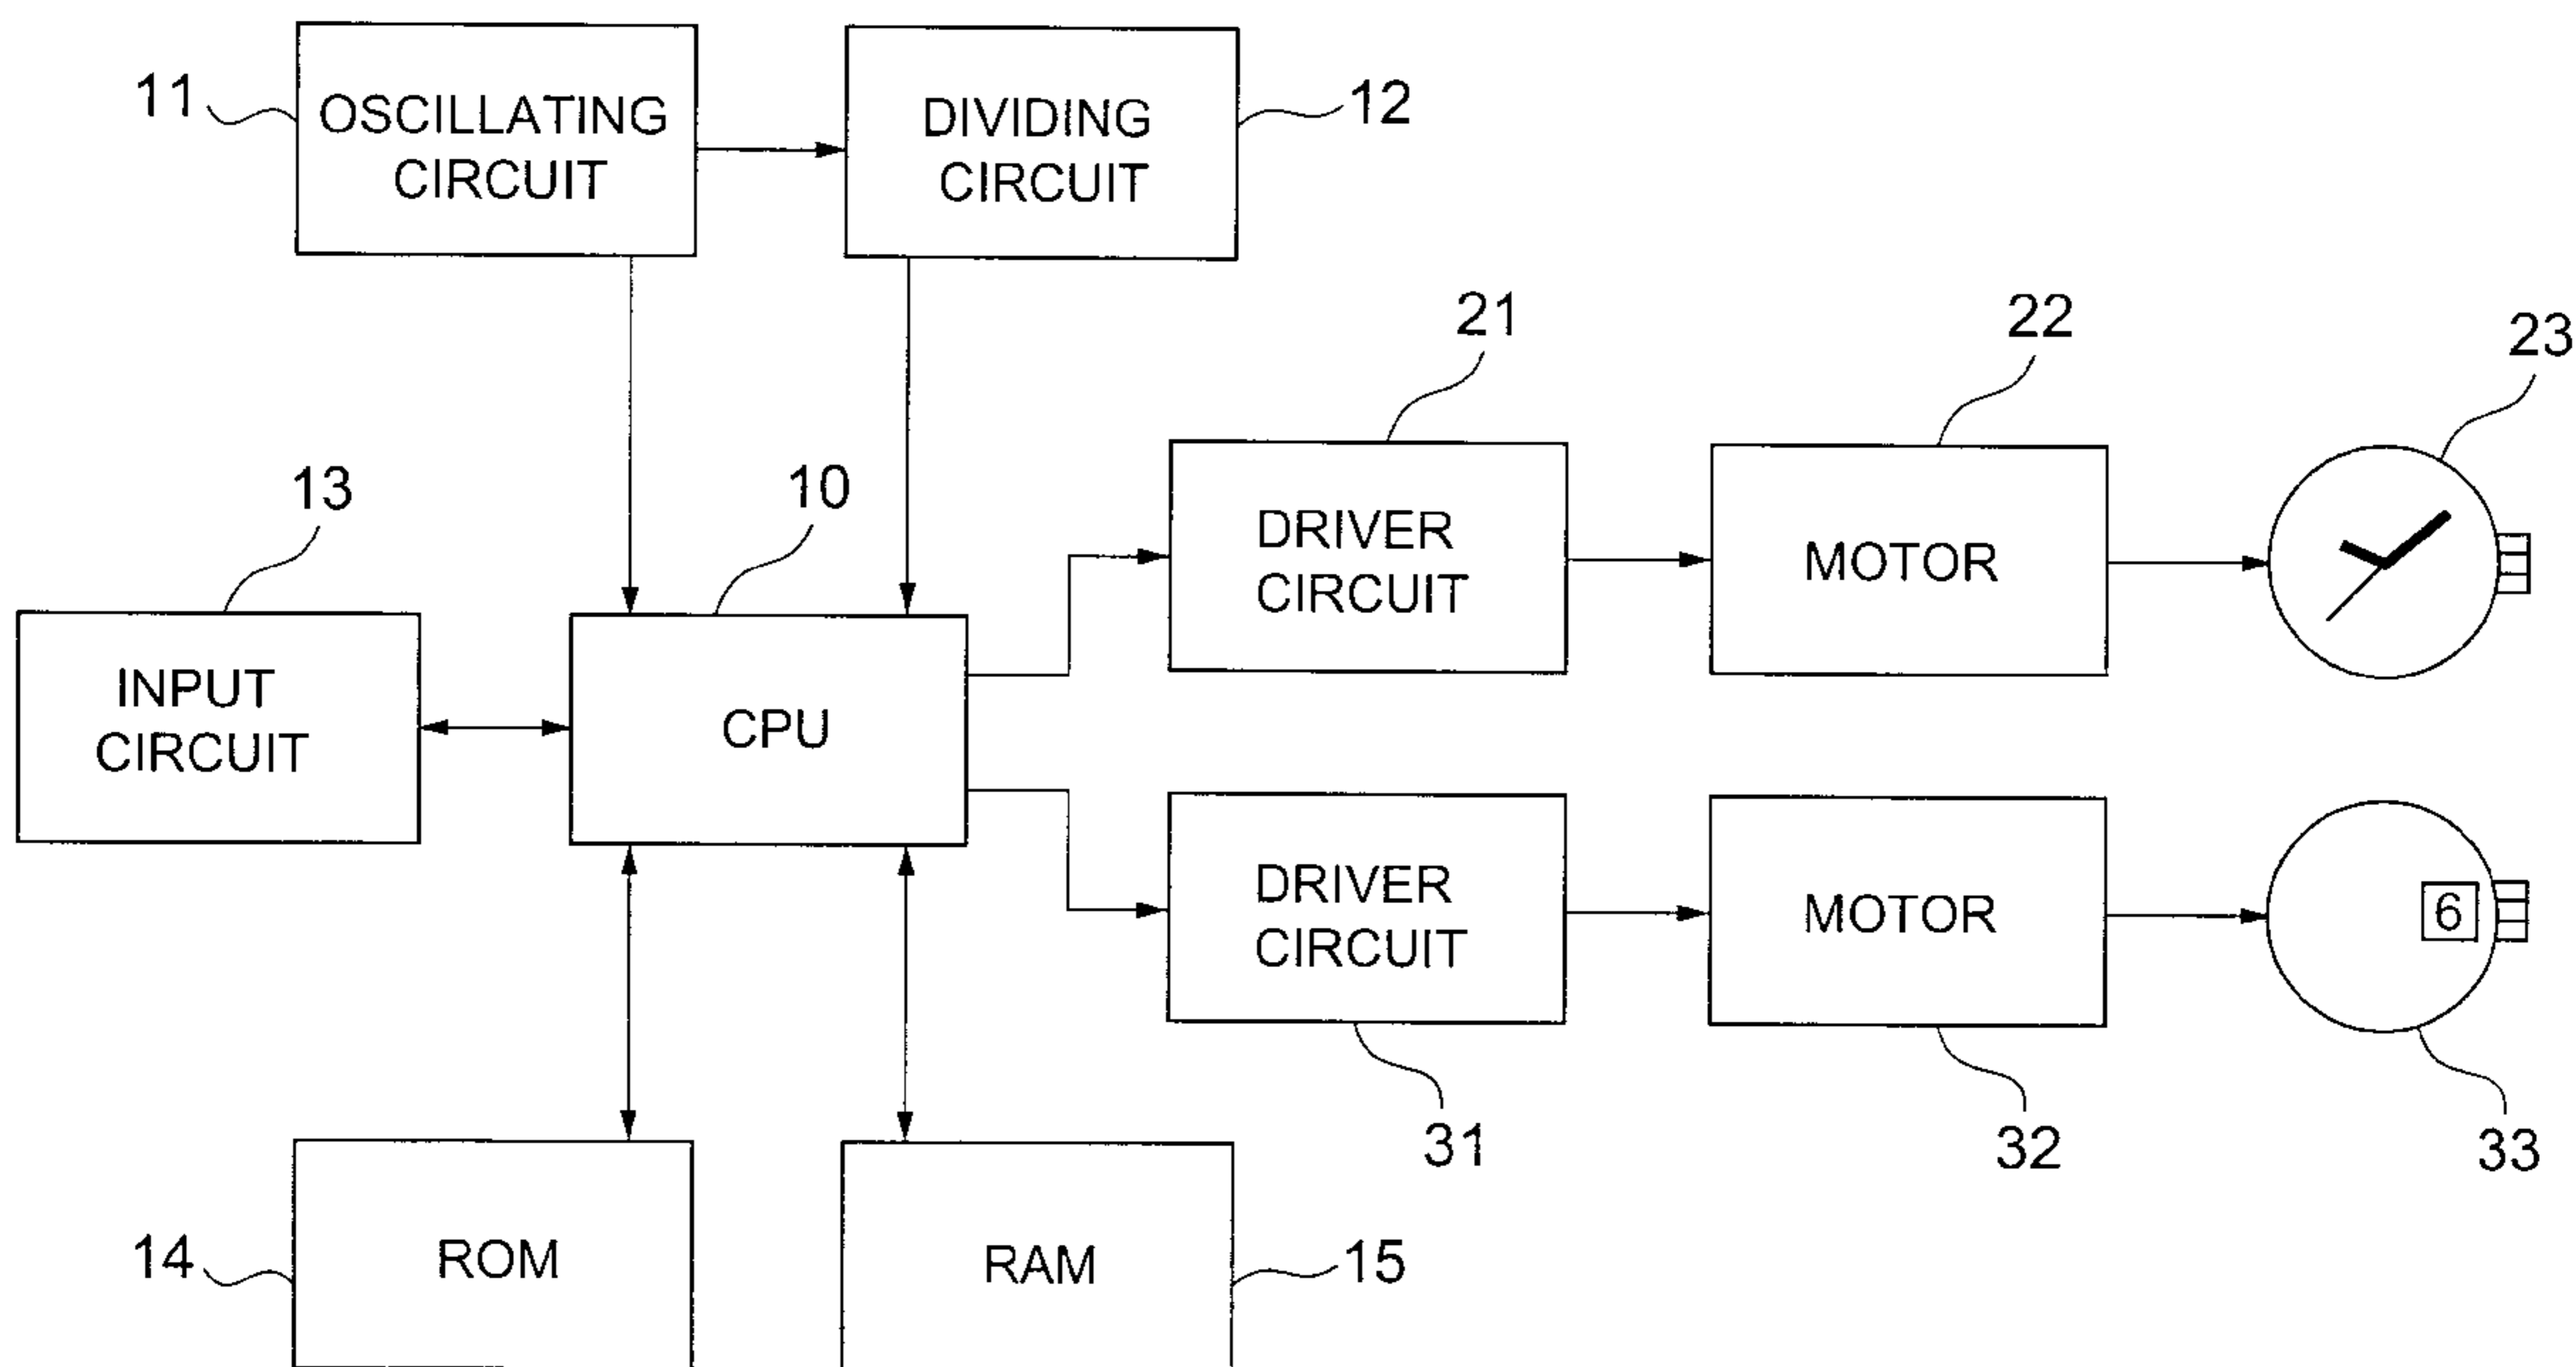 11
OSCILLATING
CIRCUIT
DIVIDING
CIRCUIT
12
21
22
23
13
10
DRIVER
CIRCUIT
MOTOR
INPUT
CIRCUIT
CPU
DRIVER
CIRCUIT
MOTOR
6
31
32
33
14
ROM
RAM
15